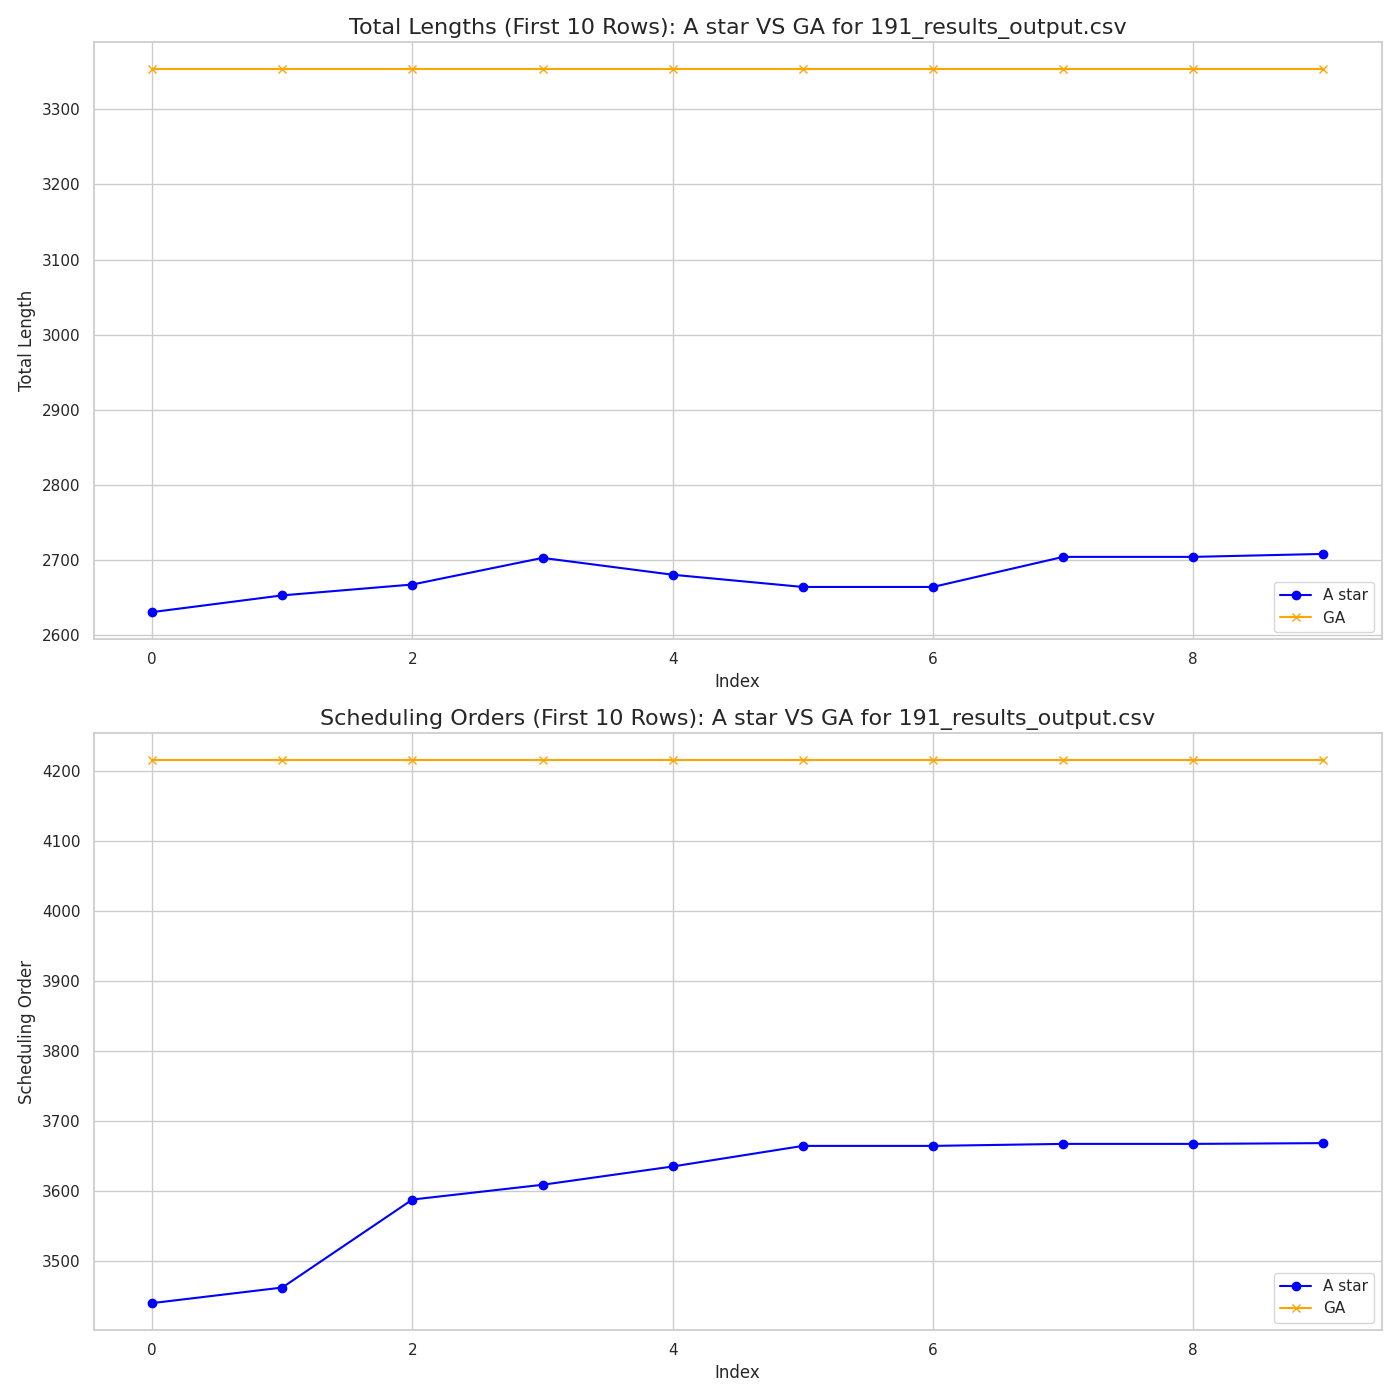 Total Lengths (First 10 Rows): A star VS GA for 191_results_output.csv
Total Length
3300
3200
3100
3000
2900
2800
2700
2600
A star
GA
0 2 4 6 8
Index
Scheduling Orders (First 10 Rows): A star VS GA for 191_results_output.csv
Scheduling Order
4200
4100
4000
3900
3800
3700
3600
3500
A star
GA
0 2 4 6 8
Index